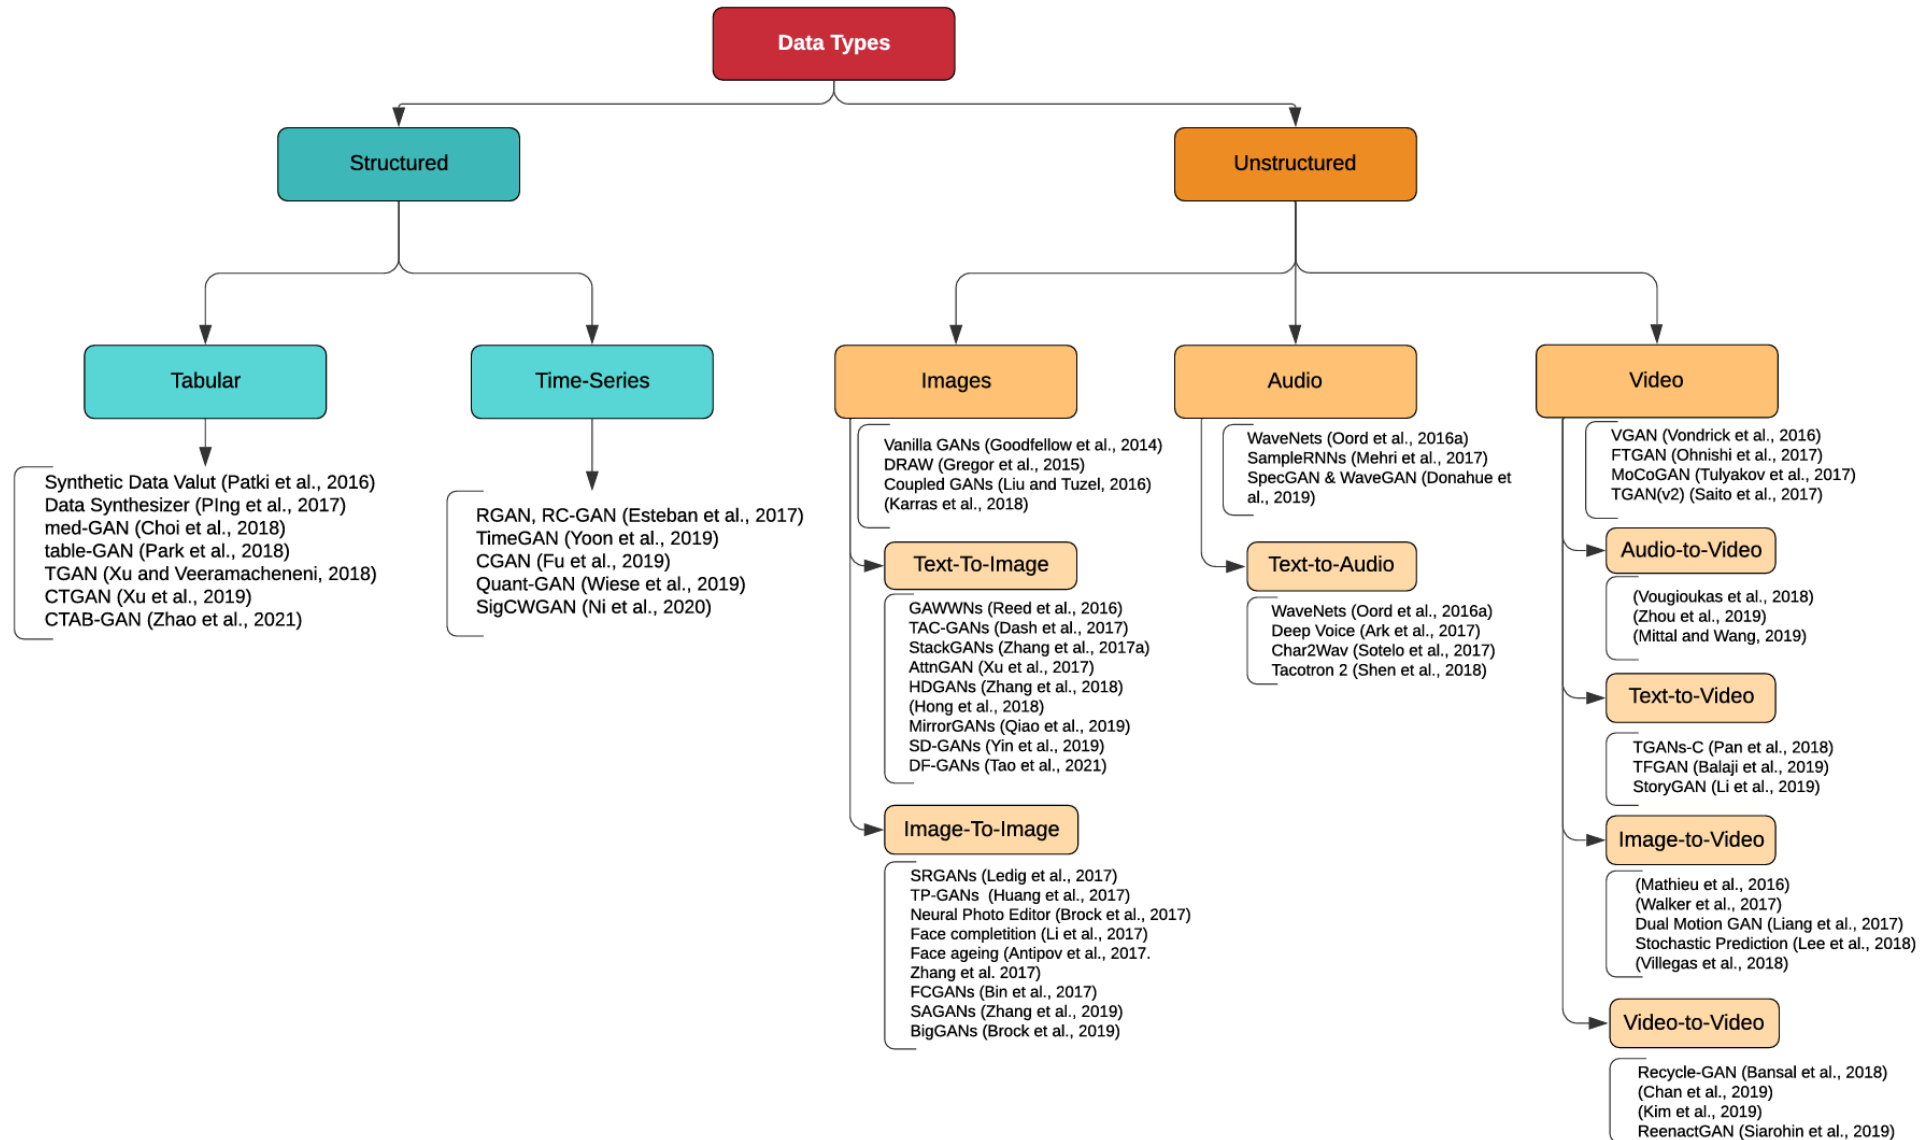 Data Types
Structured
Unstructured
Tabular
Time-Series
Images
Audio
Video
Synthetic Data Valut (Patki et al., 2016)
Data Synthesizer (PIng et al., 2017)
med-GAN (Choi et al., 2018)
table-GAN (Park et al., 2018)
TGAN (Xu and Veeramacheneni, 2018)
CTGAN (Xu et al., 2019)
CTAB-GAN (Zhao et al., 2021)
RGAN, RC-GAN (Esteban et al., 2017)
TimeGAN (Yoon et al., 2019)
CGAN (Fu et al., 2019)
Quant-GAN (Wiese et al., 2019)
SigCWGAN (Ni et al., 2020)
Vanilla GANs (Goodfellow et al., 2014)
DRAW (Gregor et al., 2015)
Coupled GANs (Liu and Tuzel, 2016)
(Karras et al., 2018)
Text-To-Image
GAWWNs (Reed et al., 2016)
TAC-GANs (Dash et al., 2017)
StackGANs (Zhang et al., 2017a)
AttnGAN (Xu et al., 2017)
HDGANs (Zhang et al., 2018)
(Hong et al., 2018)
MirrorGANs (Qiao et al., 2019)
SD-GANs (Yin et al., 2019)
DF-GANs (Tao et al., 2021)
Image-To-Image
SRGANs (Ledig et al., 2017)
TP-GANs (Huang et al., 2017)
Neural Photo Editor (Brock et al., 2017)
Face completition (Li et al., 2017)
Face ageing (Antipov et al., 2017.
Zhang et al. 2017)
FCGANs (Bin et al., 2017)
SAGANs (Zhang et al., 2019)
BigGANs (Brock et al., 2019)
WaveNets (Oord et al., 2016a)
SampleRNNs (Mehri et al., 2017)
SpecGAN & WaveGAN (Donahue et
al., 2019)
Text-to-Audio
WaveNets (Oord et al., 2016a)
Deep Voice (Ark et al., 2017)
Char2Wav (Sotelo et al., 2017)
Tacotron 2 (Shen et al., 2018)
VGAN (Vondrick et al., 2016)
FTGAN (Ohnishi et al., 2017)
MoCoGAN (Tulyakov et al., 2017)
TGAN(v2) (Saito et al., 2017)
Audio-to-Video
(Vougioukas et al., 2018)
(Zhou et al., 2019)
(Mittal and Wang, 2019)
Text-to-Video
TGANs-C (Pan et al., 2018)
TFGAN (Balaji et al., 2019)
StoryGAN (Li et al., 2019)
Image-to-Video
(Mathieu et al., 2016)
(Walker et al., 2017)
Dual Motion GAN (Liang et al., 2017)
Stochastic Prediction (Lee et al., 2018)
(Villegas et al., 2018)
Video-to-Video
Recycle-GAN (Bansal et al., 2018)
(Chan et al., 2019)
(Kim et al., 2019)
ReenactGAN (Siarohin et al., 2019)